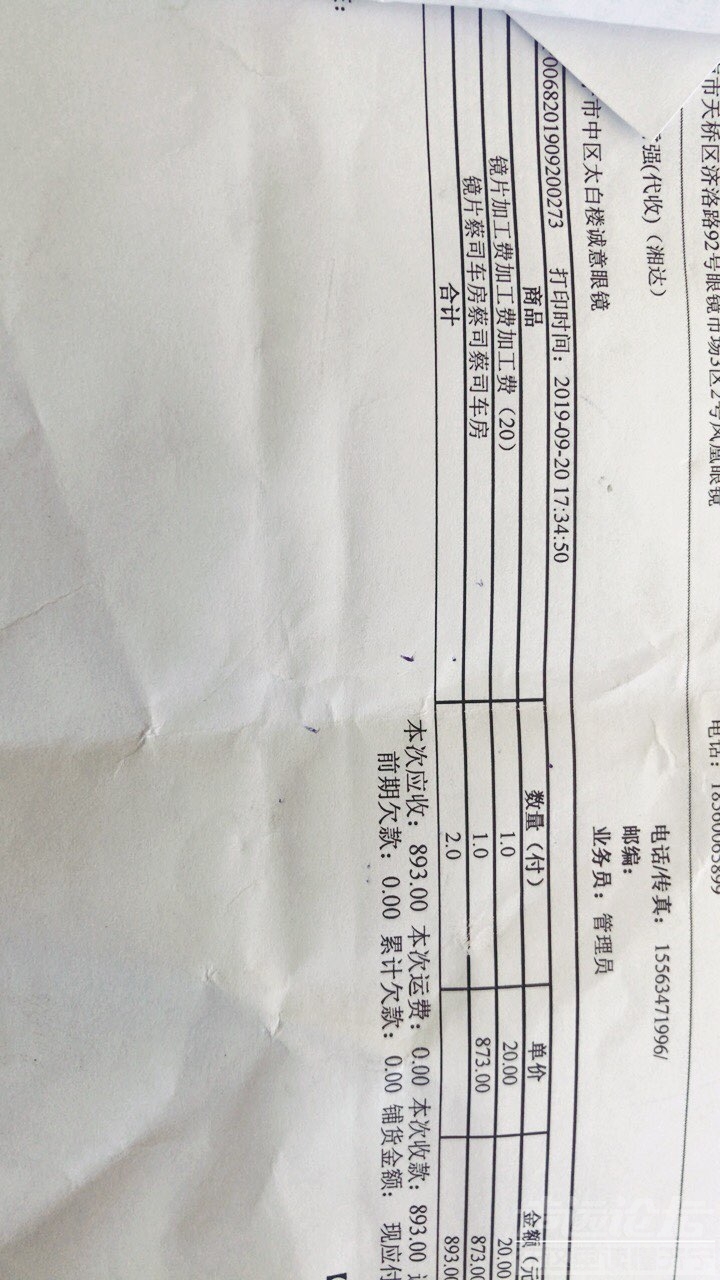 市天桥区济洛路92号眼镜市场3区2号凤凰眼镜 电话：18560065899
强(代收)（湘达） 电话/传真： 15563471996/
邮编：
市中区太白楼诚意眼镜 业务员：管理员
0068201909200273 打印时间：2019-09-20 17:34:50
商品 数量（付） 单价 金额（元
镜片加工费加工费加工费（20） 1.0 20.00 20.00
镜片蔡司车房蔡司蔡司车房 1.0 873.00 873.00
合计 2.0 893.00
本次应收：893.00 本次运费：0.00 本次收款：893.00
前期欠款：0.00 累计欠款：0.00 铺货金额： 现应付